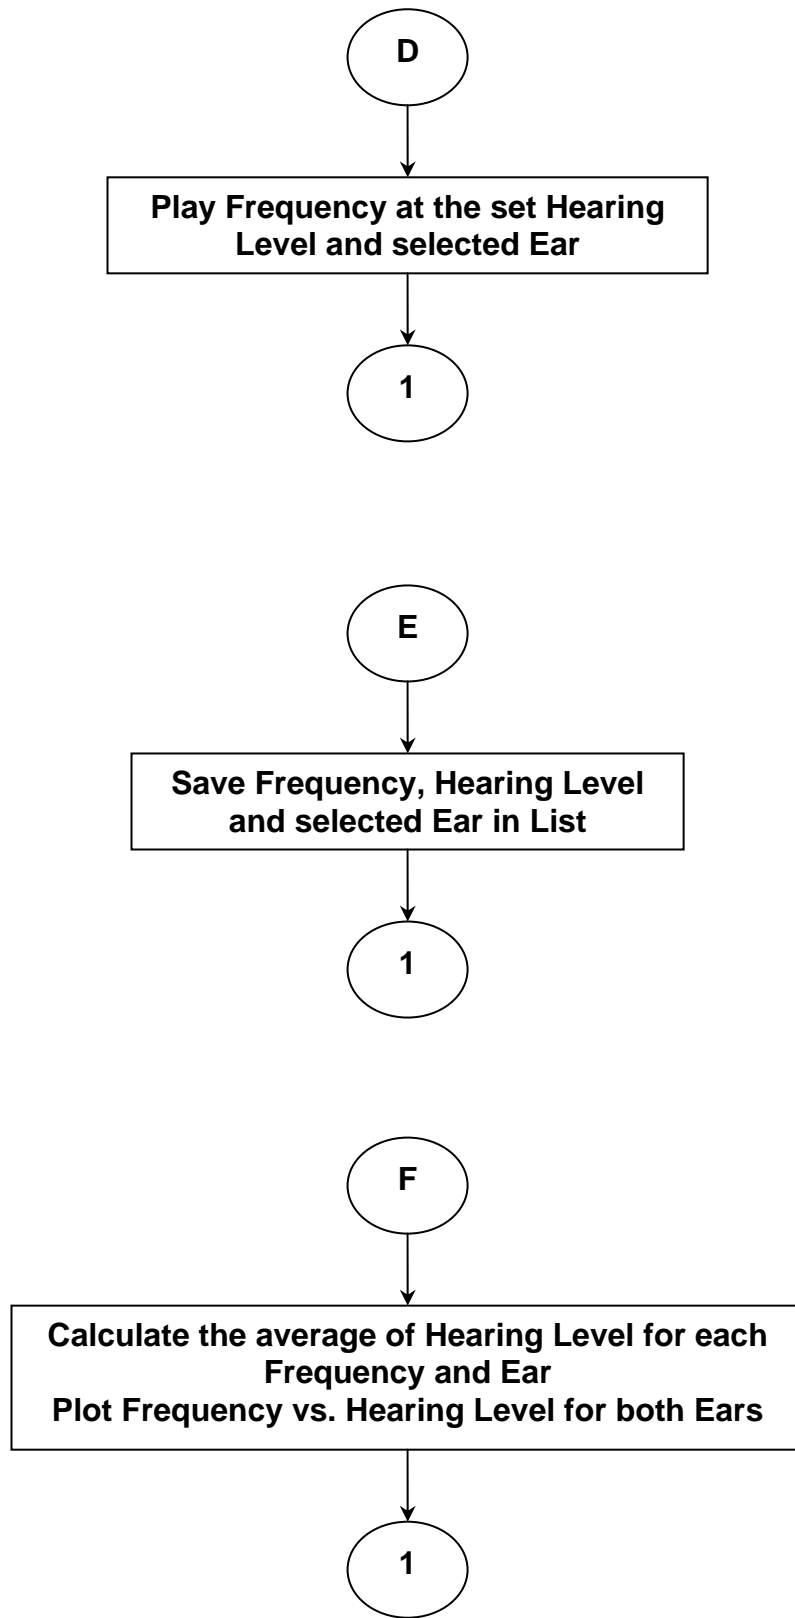 D
Play Frequency at the set Hearing
Level and selected Ear
1
E
Save Frequency, Hearing Level
and selected Ear in List
1
F
Calculate the average of Hearing Level for each
Frequency and Ear
Plot Frequency vs. Hearing Level for both Ears
1